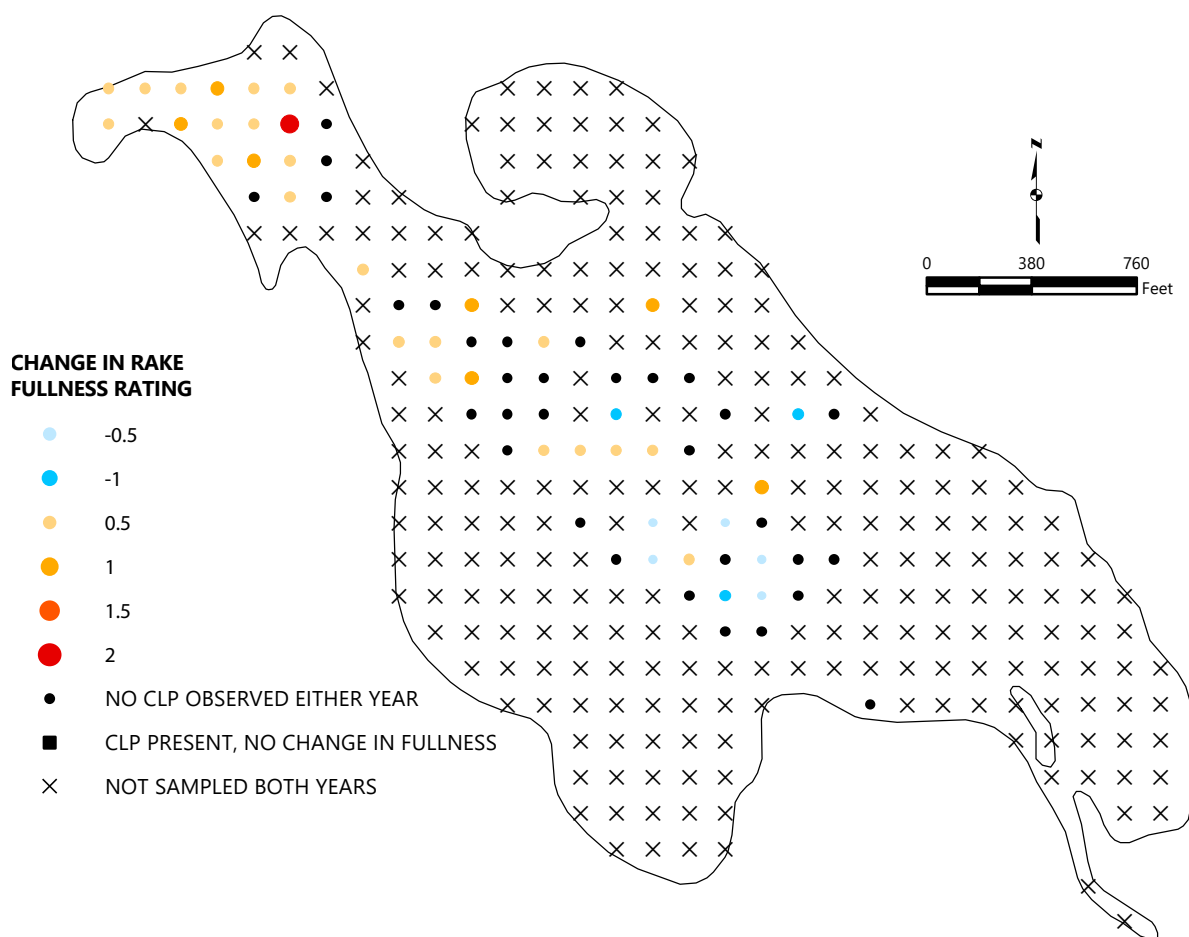 N
0 380 760
Feet
CHANGE IN RAKE
FULLNESS RATING
-0.5
-1
0.5
1
1.5
2
NO CLP OBSERVED EITHER YEAR
CLP PRESENT, NO CHANGE IN FULLNESS
NOT SAMPLED BOTH YEARS